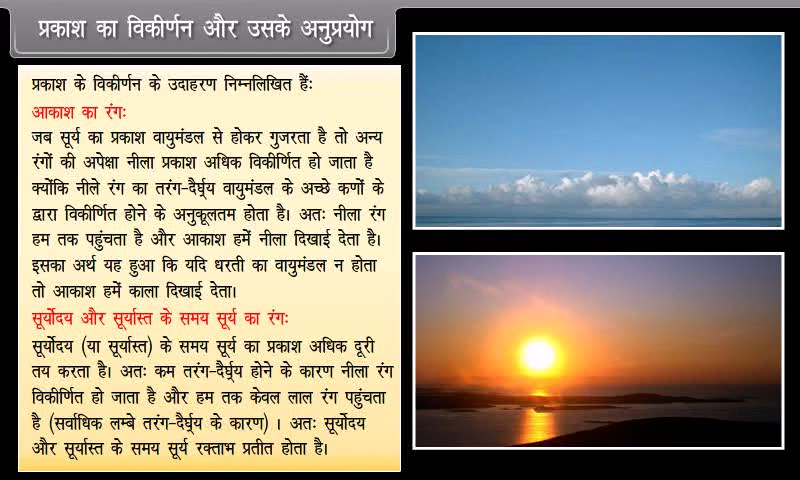 प्रकाश का विकीर्णन और उसके अनुप्रयोग
प्रकाश के विकीर्णन के उदाहरण निम्नलिखित हैंः
आकाश का रंगः
जब सूर्य का प्रकाश वायुमंडल से होकर गुजरता है तो अन्य
रंगों की अपेक्षा नीला प्रकाश अधिक विकीर्णित हो जाता है
क्योंकि नीले रंग का तरंग-दैर्घ्य वायुमंडल के अच्छे कणों के
द्वारा विकीर्णित होने के अनुकूलतम होता है। अतः नीला रंग
हम तक पहुंचता है और आकाश हमें नीला दिखाई देता है।
इसका अर्थ यह हुआ कि यदि धरती का वायुमंडल न होता
तो आकाश हमें काला दिखाई देता।
सूर्योदय और सूर्यास्त के समय सूर्य का रंगः
सूर्योदय (या सूर्यास्त) के समय सूर्य का प्रकाश अधिक दूरी
तय करता है। अतः कम तरंग-दैर्घ्य होने के कारण नीला रंग
विकीर्णित हो जाता है और हम तक केवल लाल रंग पहुंचता
है (सर्वाधिक लम्बे तरंग-दैर्घ्य के कारण) । अतः सूर्योदय
और सूर्यास्त के समय सूर्य रक्ताभ प्रतीत होता है।